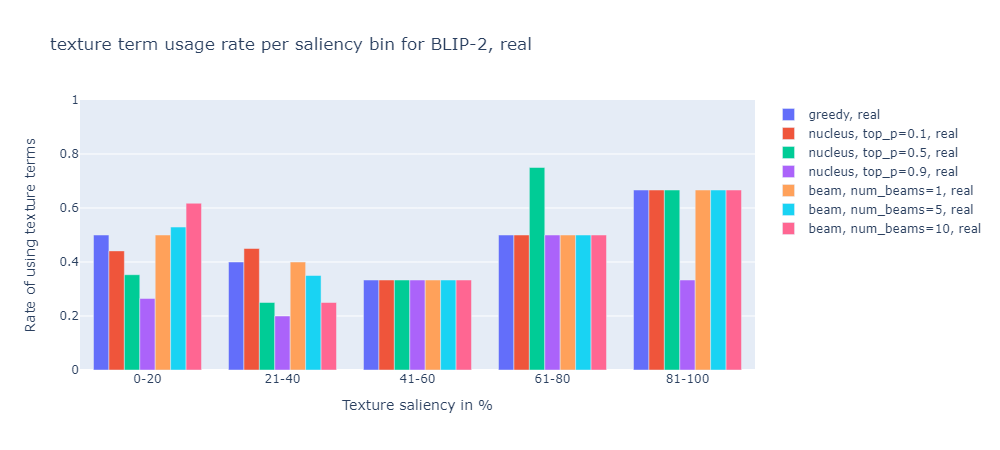 texture term usage rate per saliency bin for BLIP-2, real
Rate of using texture terms
1
0.8
0.6
0.4
0.2
0
0-20
21-40
41-60
61-80
81-100
Texture saliency in %
greedy, real
nucleus, top_p=0.1, real
nucleus, top_p=0.5, real
nucleus, top_p=0.9, real
beam, num_beams=1, real
beam, num_beams=5, real
beam, num_beams=10, real